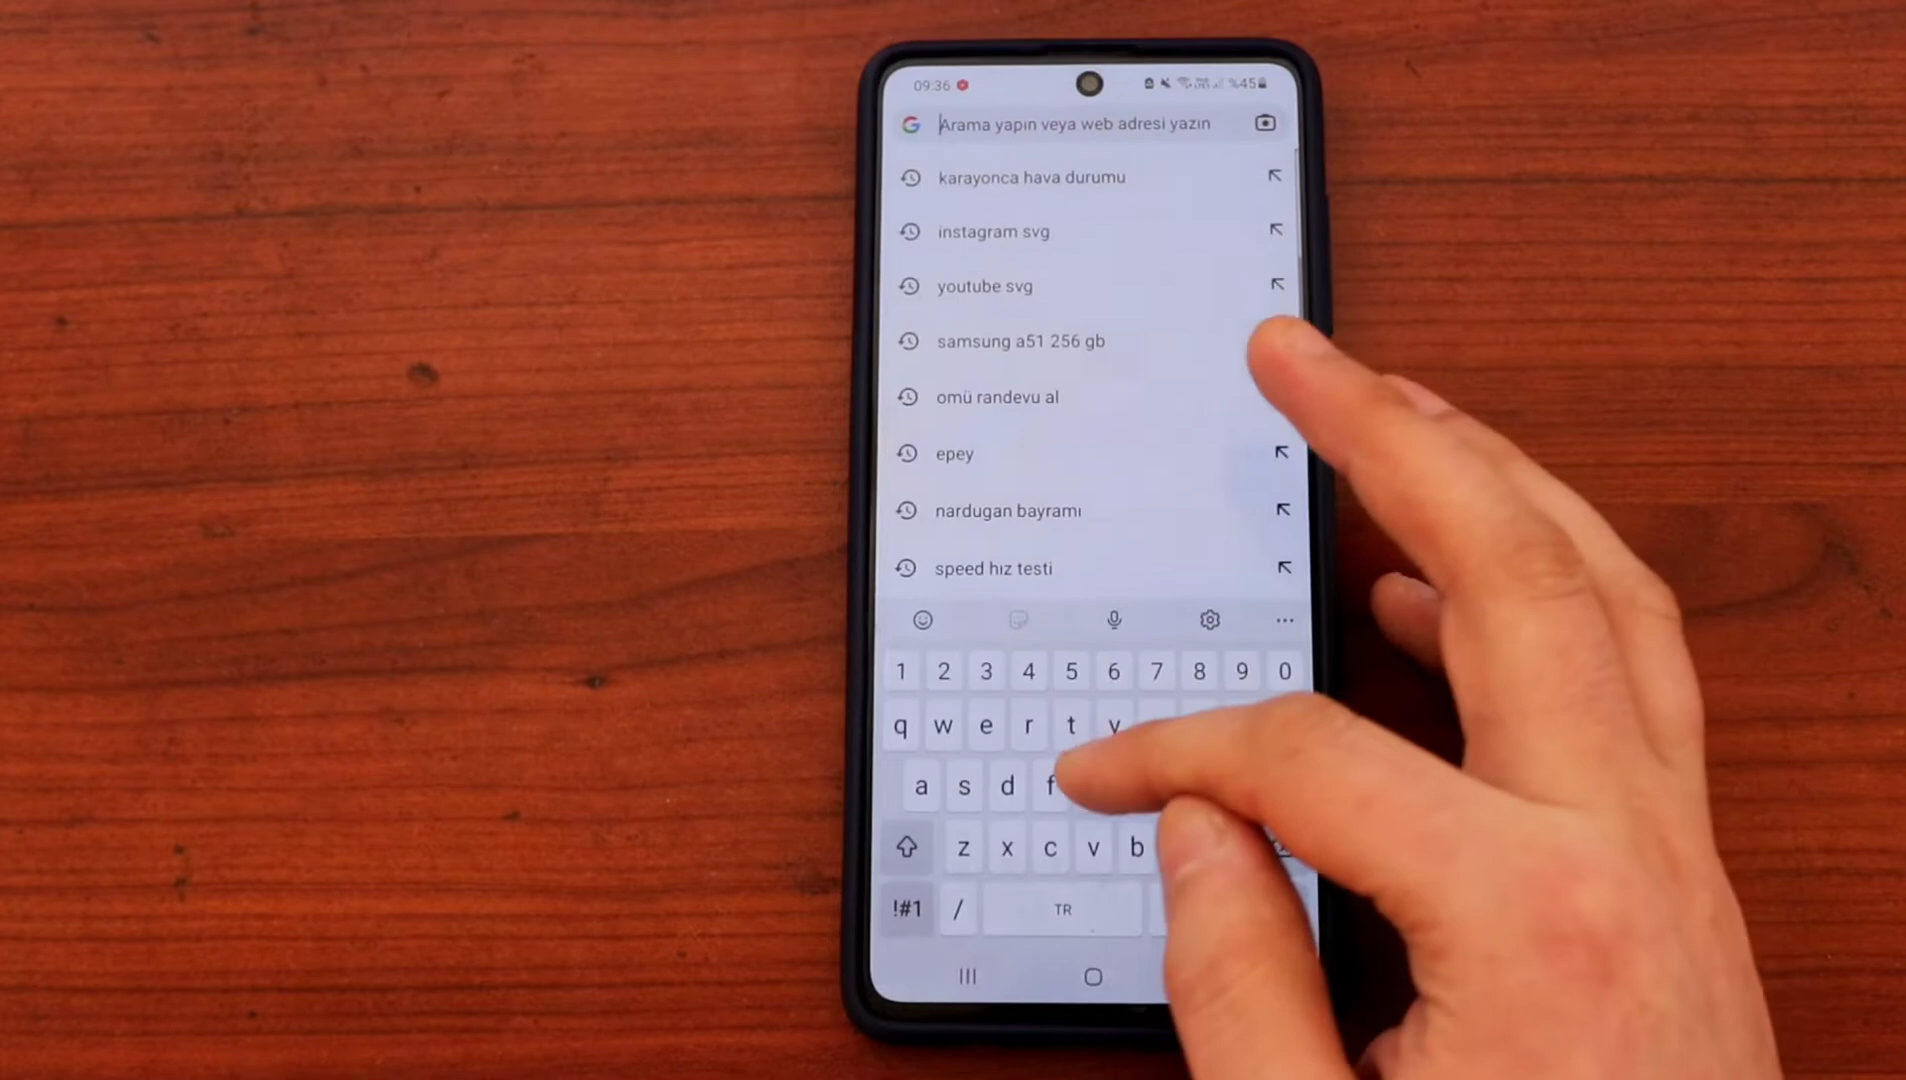 09:36 %45
Arama yapın veya web adresi yazın
karayonca hava durumu
instagram svg
youtube svg
samsung a51 256 gb
omü randevu al
epey
nardugan bayramı
speed hız testi
1 2 3 4 5 6 7 8 9 0
q w e r t y
a s d f
z x c v b
!#1 / TR